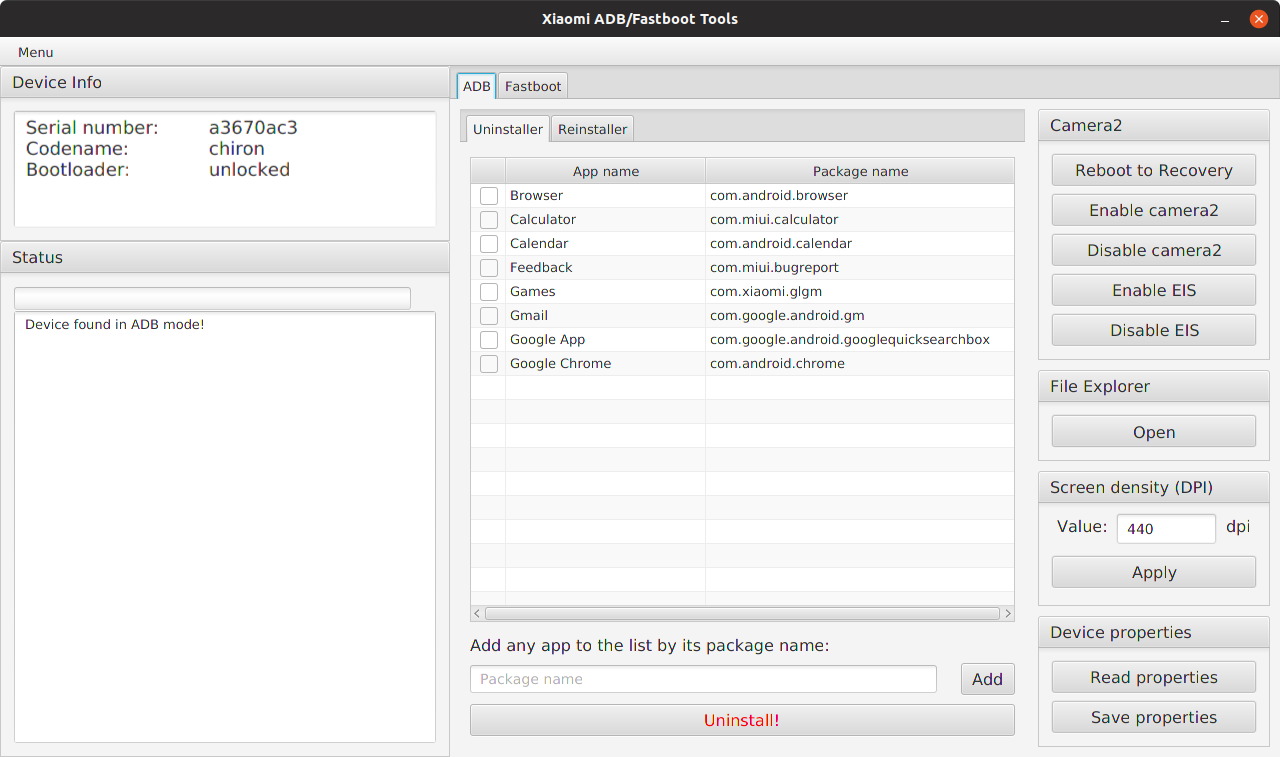 Xiaomi ADB/Fastboot Tools
Menu
Device Info
Serial number: a3670ac3
Codename: chiron
Bootloader: unlocked
Status
Device found in ADB mode!
ADB Fastboot
Uninstaller Reinstaller
App name Package name
Browser com.android.browser
Calculator com.miui.calculator
Calendar com.android.calendar
Feedback com.miui.bugreport
Games com.xiaomi.glgm
Gmail com.google.android.gm
Google App com.google.android.googlequicksearchbox
Google Chrome com.android.chrome
Add any app to the list by its package name:
Package name Add
Uninstall!
Camera2
Reboot to Recovery
Enable camera2
Disable camera2
Enable EIS
Disable EIS
File Explorer
Open
Screen density (DPI)
Value: 440 dpi
Apply
Device properties
Read properties
Save properties